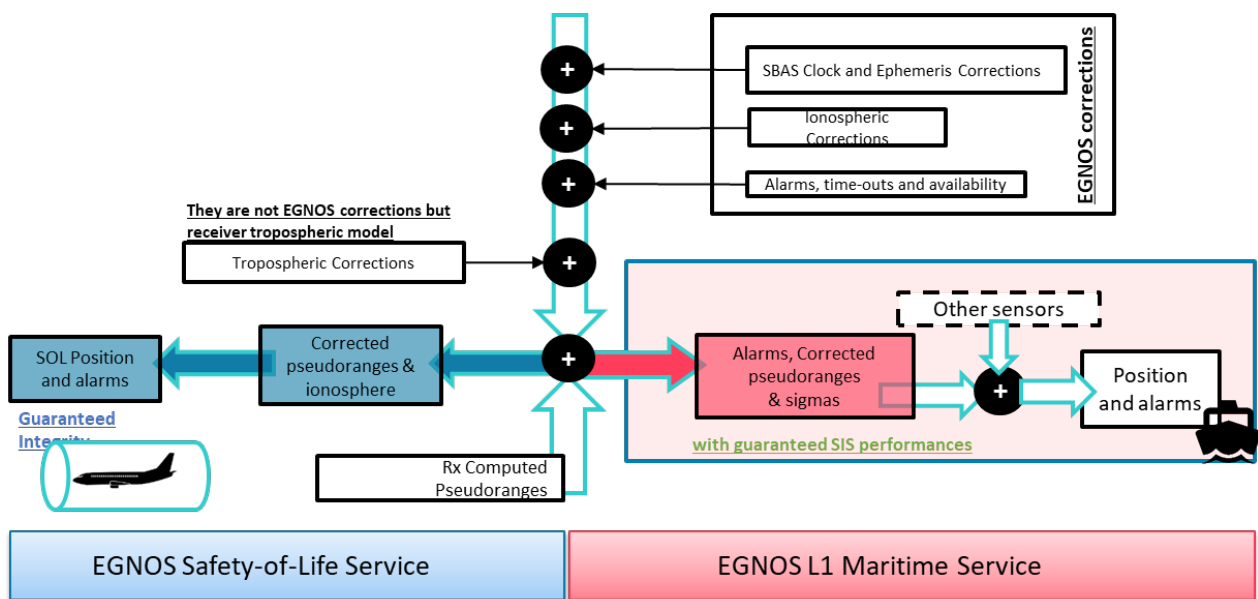 SBAS Clock and Ephemeris Corrections
Ionospheric
Corrections
Alarms, time-outs and availability
EGNOS corrections
They are not EGNOS corrections but
receiver tropospheric model
Tropospheric Corrections
+
+
+
+
SOL Position
and alarms
Corrected
pseudoranges &
ionosphere
+
Alarms, Corrected
pseudoranges
& sigmas
Other sensors
+
Position
and alarms
Guaranteed
Integrity
with guaranteed SIS performances
Rx Computed
Pseudoranges
EGNOS Safety-of-Life Service
EGNOS L1 Maritime Service